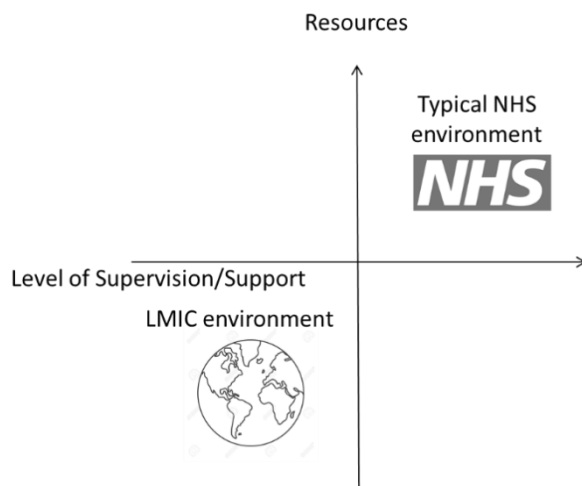 Resources
Typical NHS
environment
NHS
Level of Supervision/Support
LMIC environment